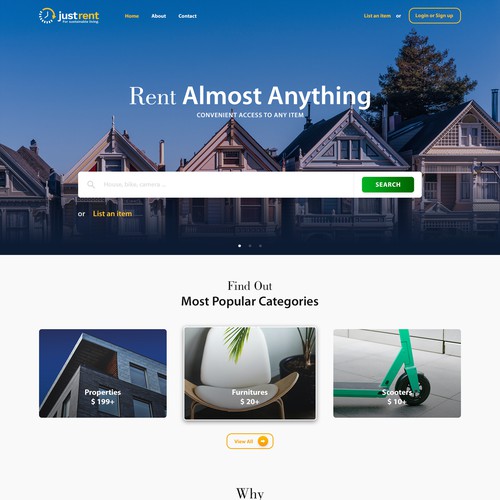 justrent
For sustainable living.
Home About Contact
List an item or Login or Sign up
Rent Almost Anything
CONVENIENT ACCESS TO ANY ITEM
House, bike, camera ...
SEARCH
or List an item
Find Out
Most Popular Categories
Properties
$ 199+
Furnitures
$ 20+
Scooters
$ 10+
View All
Why